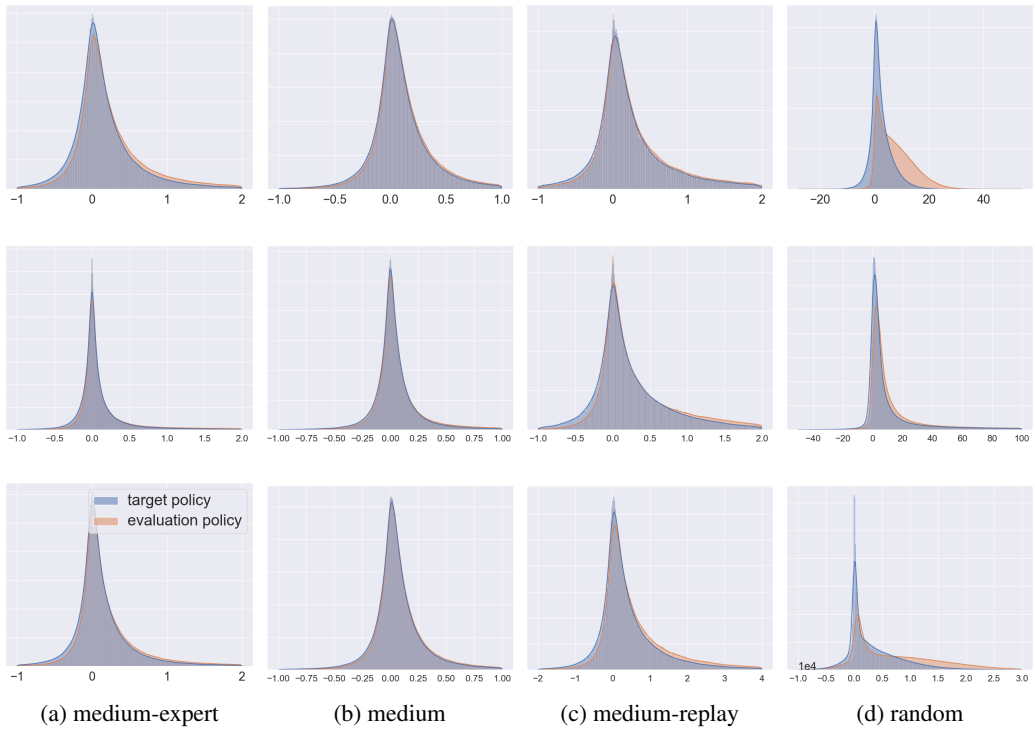 -1 0 1 2
-1.0 -0.5 0.0 0.5 1.0
-1 0 1 2
-20 0 20 40
-1.0 -0.5 0.0 0.5 1.0 1.5 2.0
-1.00 -0.75 -0.50 -0.25 0.00 0.25 0.50 0.75 1.00
-1.0 -0.5 0.0 0.5 1.0 1.5 2.0
-40 -20 0 20 40 60 80 100
target policy
evaluation policy
1e4
-1 0 1 2
-1.00 -0.75 -0.50 -0.25 0.00 0.25 0.50 0.75 1.00
-2 -1 0 1 2 3 4
-1.0 -0.5 0.0 0.5 1.0 1.5 2.0 2.5 3.0
(a) medium-expert
(b) medium
(c) medium-replay
(d) random